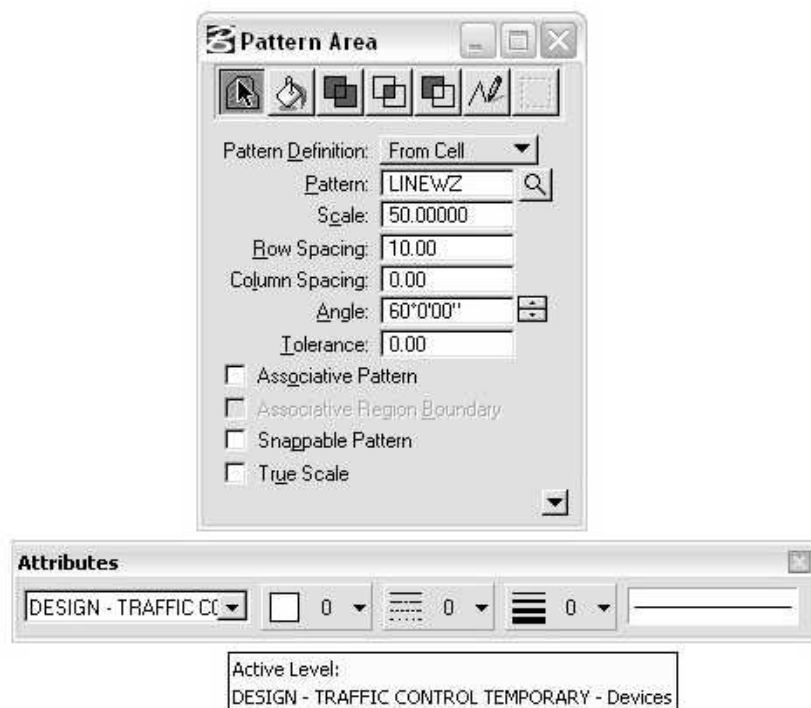 Pattern Area
Pattern Definition: From Cell
Pattern: LINEWZ
Scale: 50.00000
Row Spacing: 10.00
Column Spacing: 0.00
Angle: 60°0'00"
Tolerance: 0.00
Associative Pattern
Associative Region Boundary
Snappable Pattern
True Scale
Attributes
DESIGN - TRAFFIC CO 0 0 0
Active Level:
DESIGN - TRAFFIC CONTROL TEMPORARY - Devices